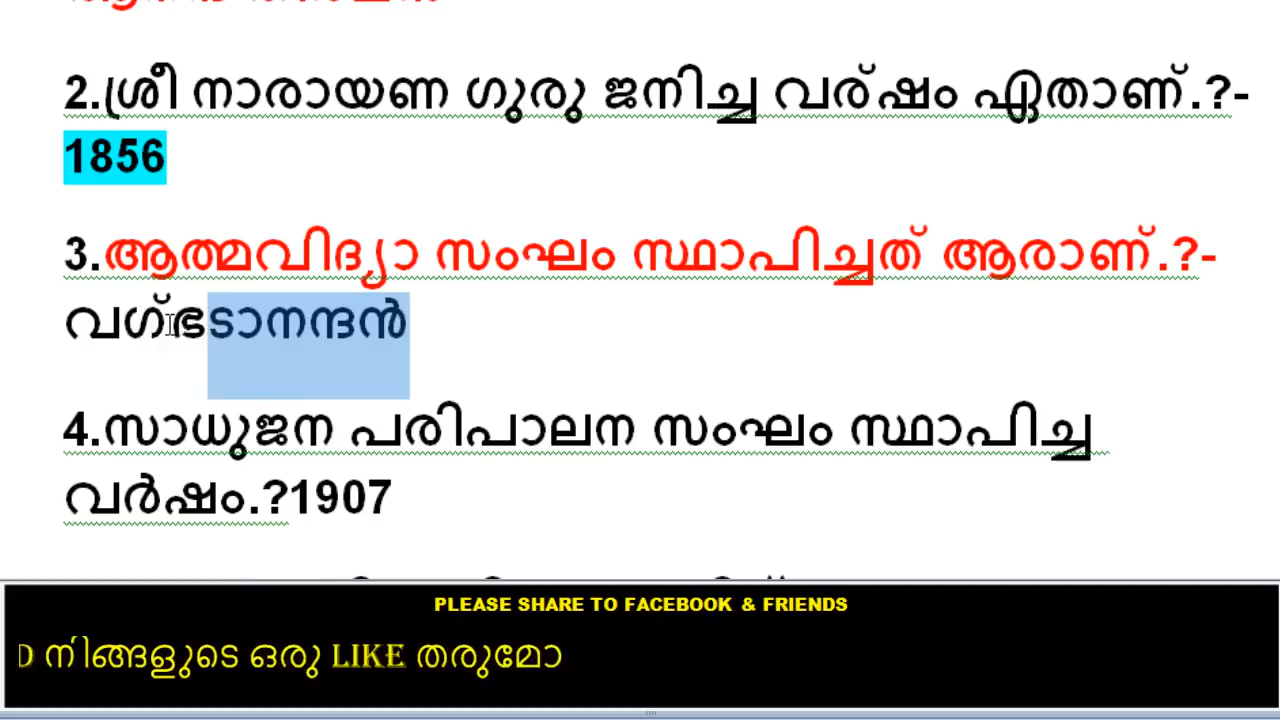 2.ശ്രീ നാരായണ ഗുരു ജനിച്ച വര്ഷം ഏതാണ്.?-
1856
3.ആത്മവിദ്യാ സംഘം സ്ഥാപിച്ചത് ആരാണ്.?-
വഗ്ഭടാനന്ദൻ
4.സാധുജന പരിപാലന സംഘം സ്ഥാപിച്ച
വർഷം.?1907
PLEASE SHARE TO FACEBOOK & FRIENDS
D നിങ്ങളുടെ ഒരു LIKE തരുമോ